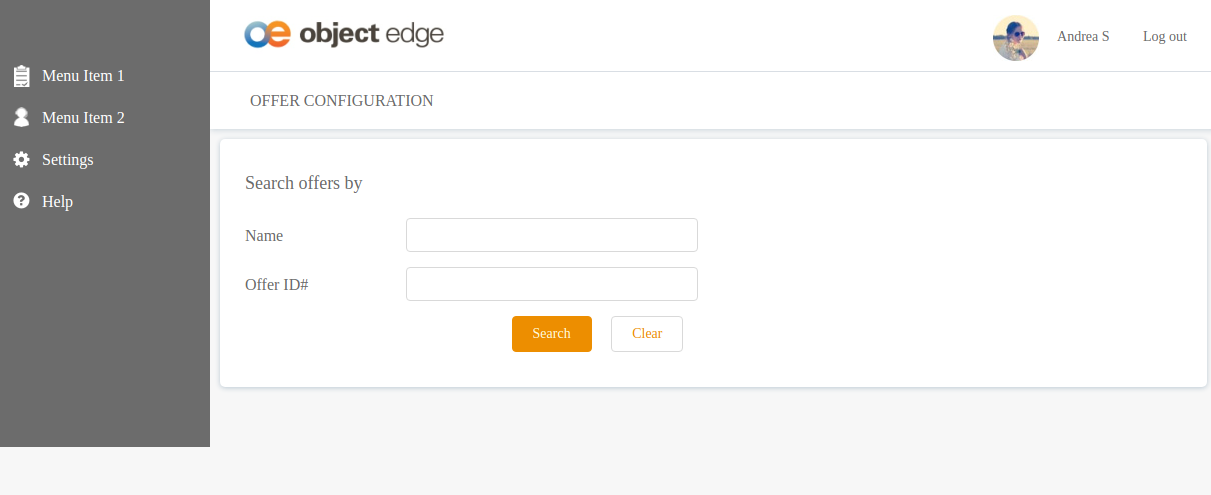 object edge
Andrea S
Log out
Menu Item 1
Menu Item 2
Settings
Help
OFFER CONFIGURATION
Search offers by
Name
Offer ID#
Search
Clear